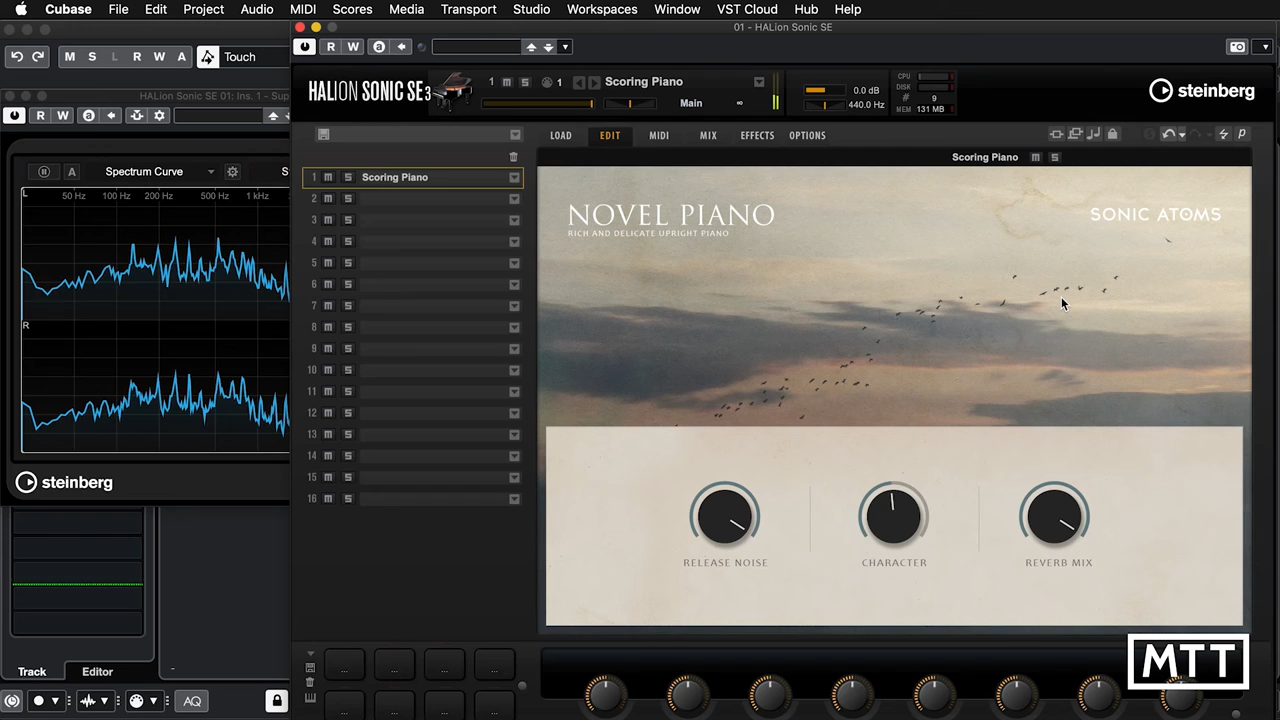 Cubase File Edit Project Audio MIDI Scores Media Transport Studio Workspaces Window VST Cloud Hub Help
01 - HALion Sonic SE
R W a
M S L R W A Touch
HALion Sonic SE 01: Ins. 1 - Sup
R W a
HALION SONIC SE 3
1 m S 1 Scoring Piano
Main ∞
0.0 dB
440.0 Hz
CPU
DISK
# 9
MEM 131 MB
steinberg
LOAD EDIT MIDI MIX EFFECTS OPTIONS
Scoring Piano m S
A Spectrum Curve S
L 50 Hz 100 Hz 200 Hz 500 Hz 1 kHz
R
steinberg
1 m S Scoring Piano
2 m S
3 m S
4 m S
5 m S
6 m S
7 m S
8 m S
9 m S
10 m S
11 m S
12 m S
13 m S
14 m S
15 m S
16 m S
NOVEL PIANO
RICH AND DELICATE UPRIGHT PIANO
SONIC ATOMS
RELEASE NOISE CHARACTER REVERB MIX
Track Editor
AQ
... ... ... ...
... ... ... ...
MTT